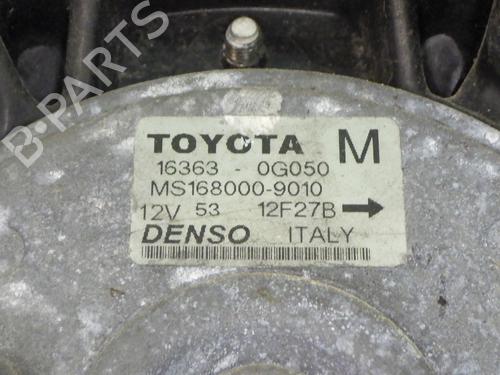 TOYOTA M
16363 - 0G050
MS168000-9010
12V 53 12F27B →
DENSO ITALY
B-PARTS